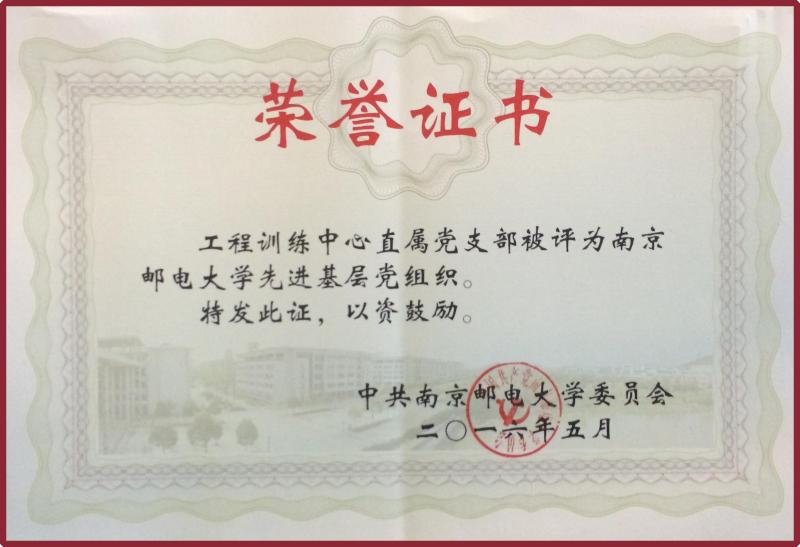 荣誉证书
工程训练中心直属党支部被评为南京
邮电大学先进基层党组织。
特发此证，以资鼓励。
中共南京邮电大学委员会
二〇一六年五月